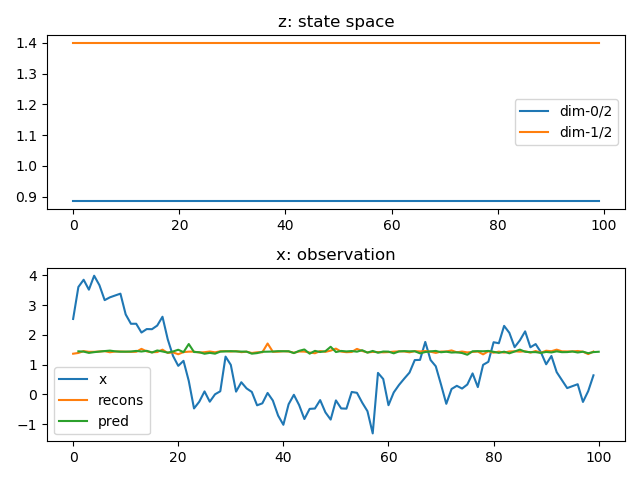 z: state space
1.4
1.3
1.2
1.1
1.0
0.9
dim-0/2
dim-1/2
0 20 40 60 80 100
x: observation
4
3
2
1
0
−1
x
recons
pred
0 20 40 60 80 100